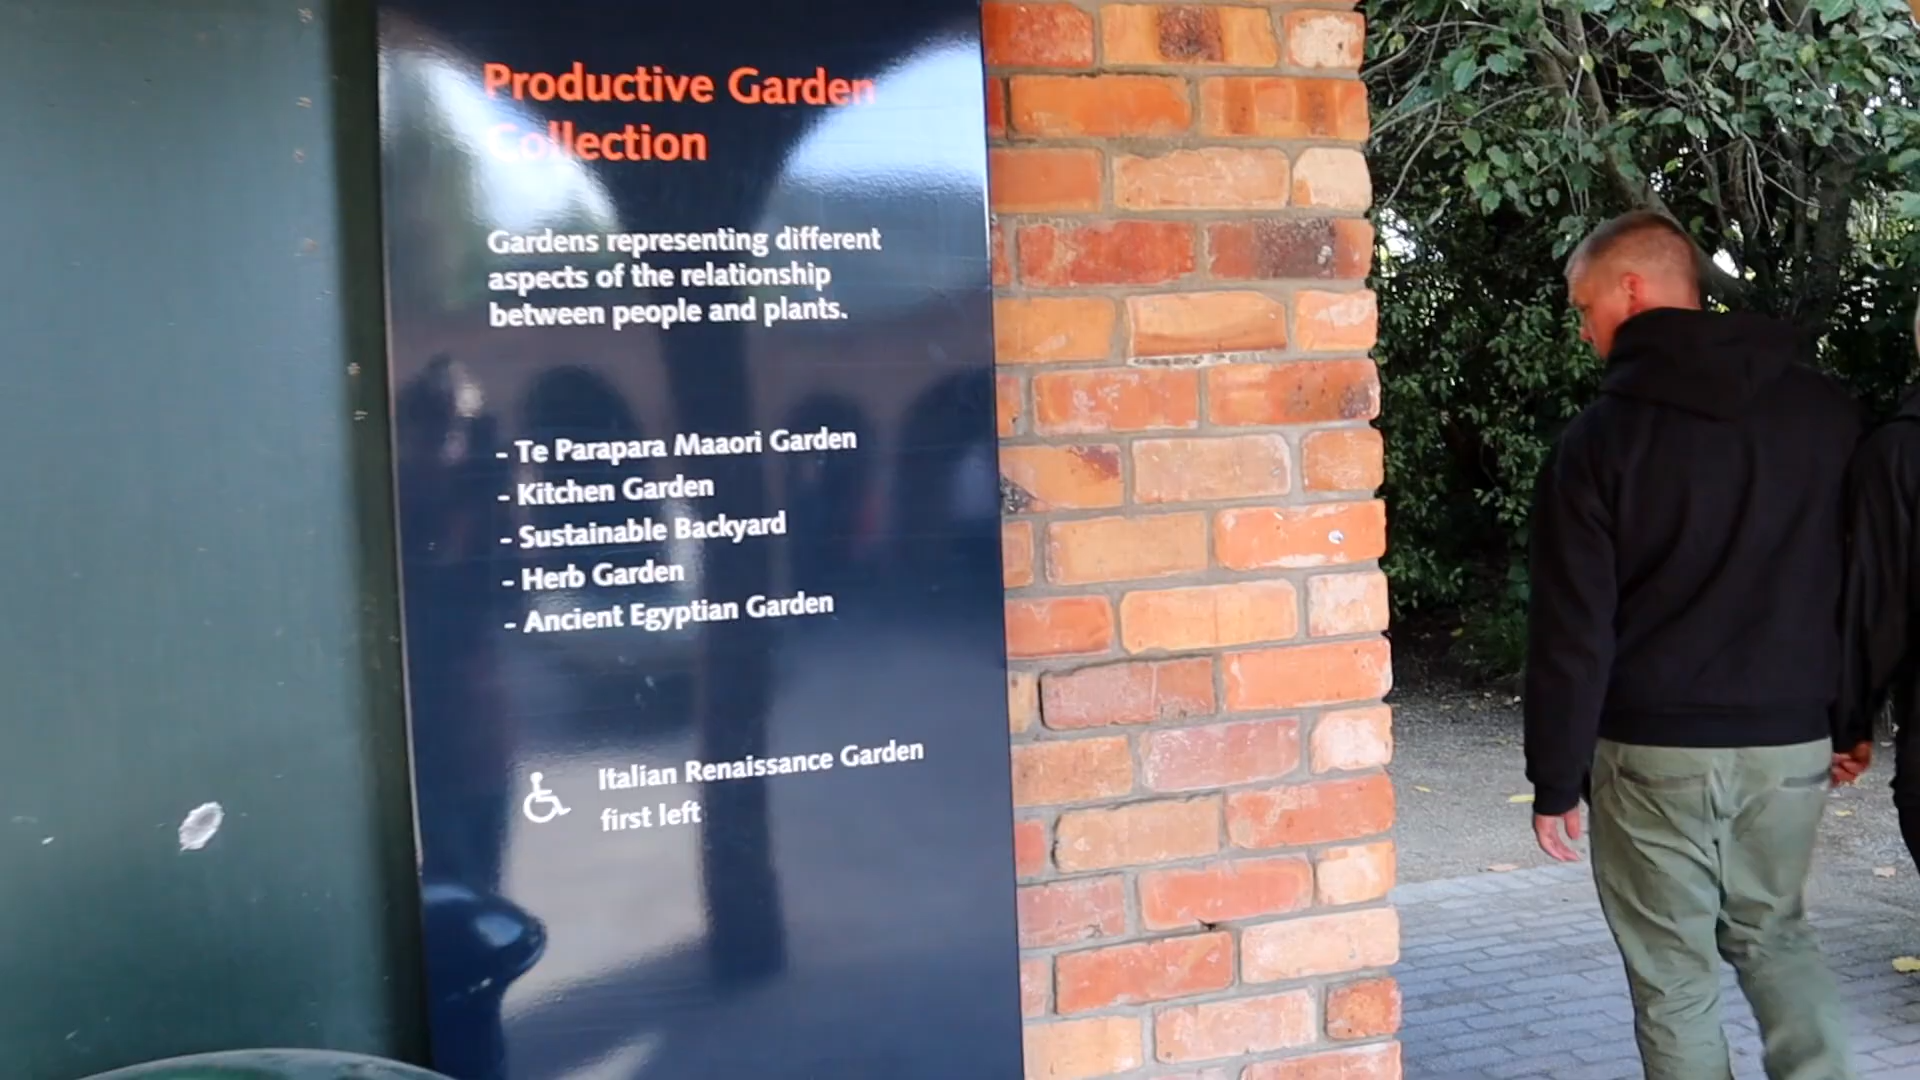 Productive Garden
Collection
Gardens representing different
aspects of the relationship
between people and plants.
- Te Parapara Maaori Garden
- Kitchen Garden
- Sustainable Backyard
- Herb Garden
- Ancient Egyptian Garden
Italian Renaissance Garden
first left